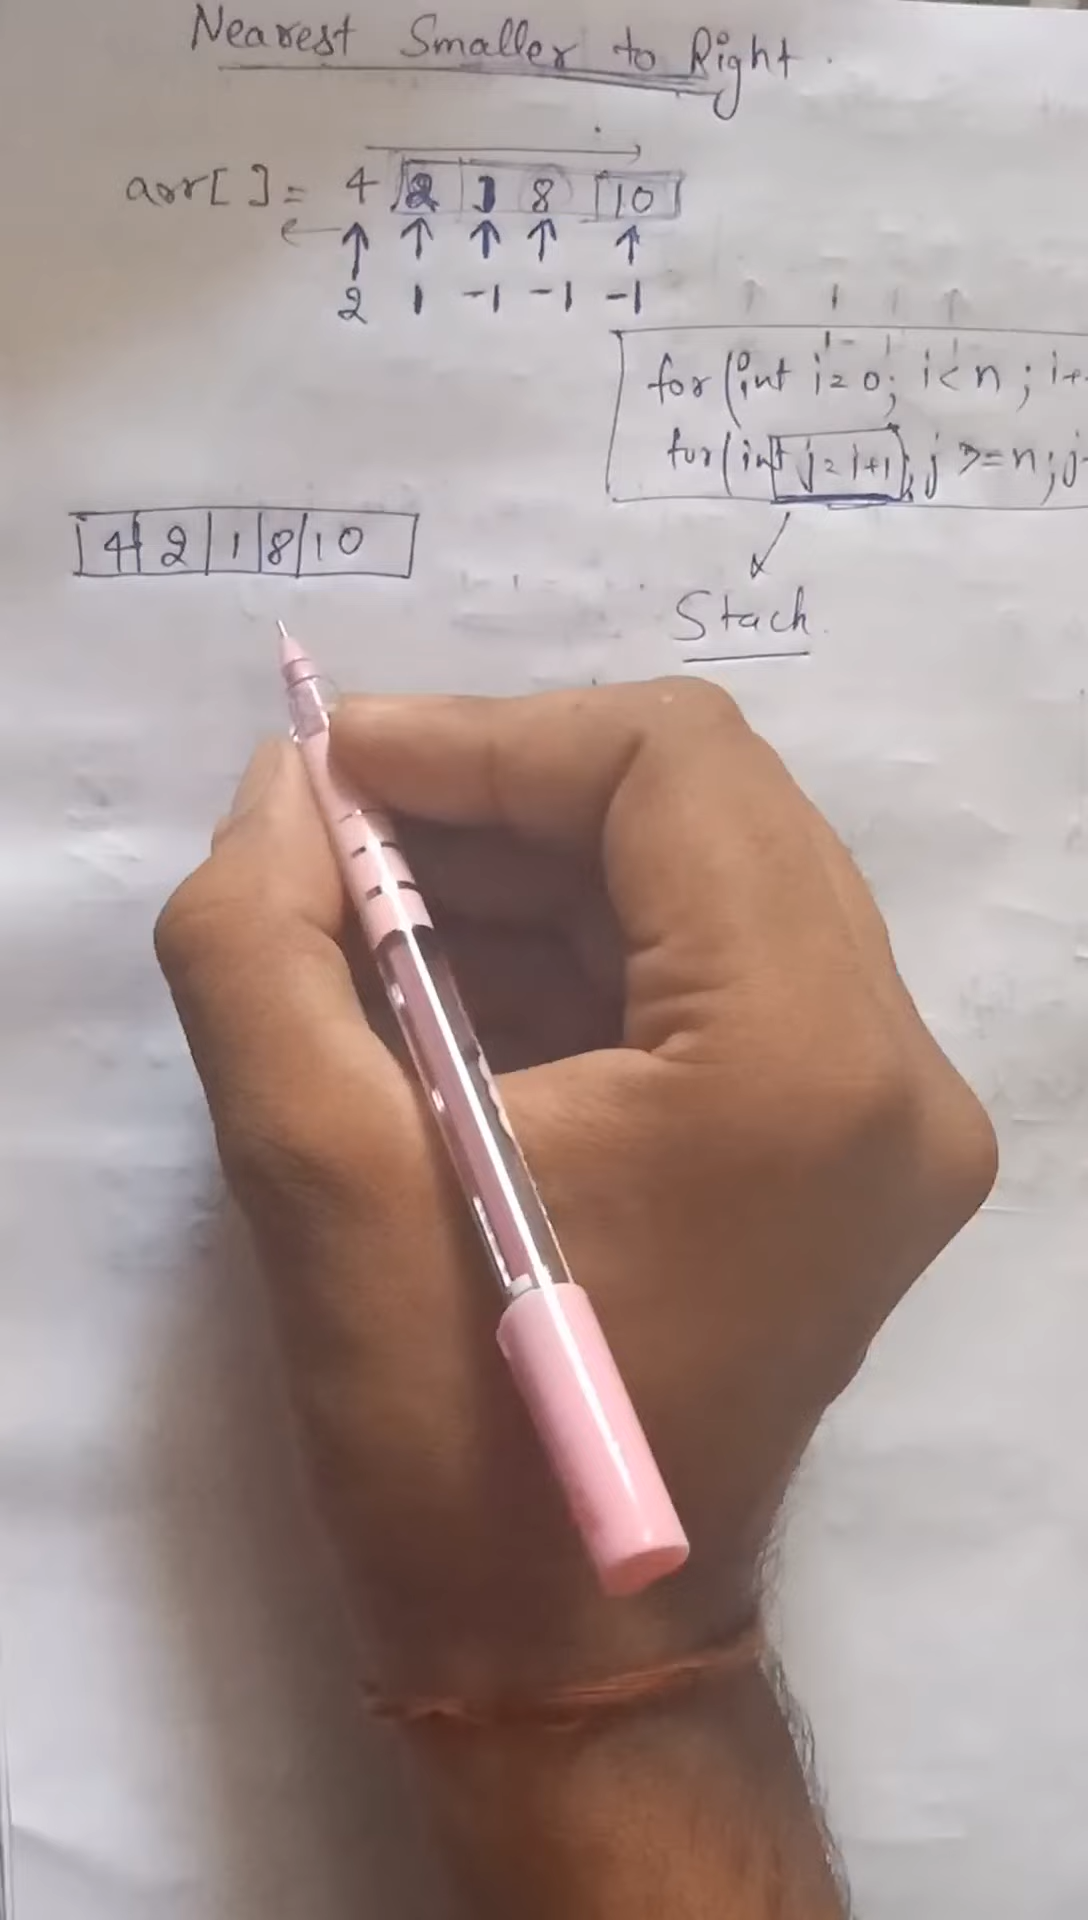 Nearest Smaller to Right.
arr[ ] = 4 2 1 8 10
2 1 -1 -1 -1
for (int i=0; i<n; i+
for (int j=i+1; j>=n; j-
4 2 1 8 10
Stack.